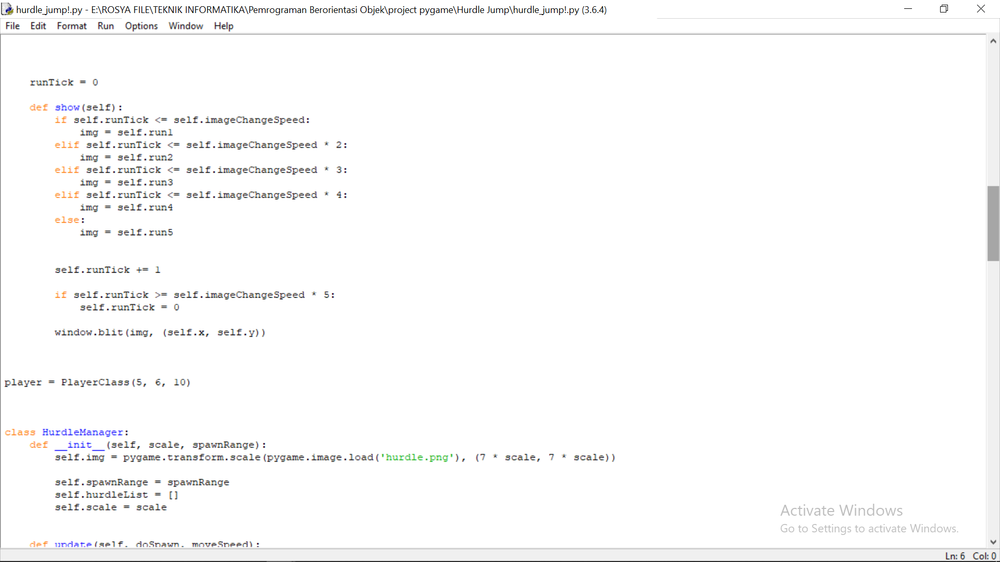 hurdle_jump!.py - E:\ROSYA FILE\TEKNIK INFORMATIKA\Pemrograman Berorientasi Objek\project pygame\Hurdle Jump\hurdle_jump!.py (3.6.4)
File Edit Format Run Options Window Help
    runTick = 0
    def show(self):
        if self.runTick <= self.imageChangeSpeed:
            img = self.run1
        elif self.runTick <= self.imageChangeSpeed * 2:
            img = self.run2
        elif self.runTick <= self.imageChangeSpeed * 3:
            img = self.run3
        elif self.runTick <= self.imageChangeSpeed * 4:
            img = self.run4
        else:
            img = self.run5
        self.runTick += 1
        if self.runTick >= self.imageChangeSpeed * 5:
            self.runTick = 0
        window.blit(img, (self.x, self.y))
player = PlayerClass(5, 6, 10)
class HurdleManager:
    def __init__(self, scale, spawnRange):
        self.img = pygame.transform.scale(pygame.image.load('hurdle.png'), (7 * scale, 7 * scale))
        self.spawnRange = spawnRange
        self.hurdleList = []
        self.scale = scale
    def update(self, doSpawn, moveSpeed):
Activate Windows
Go to Settings to activate Windows.
Ln: 6 Col: 0